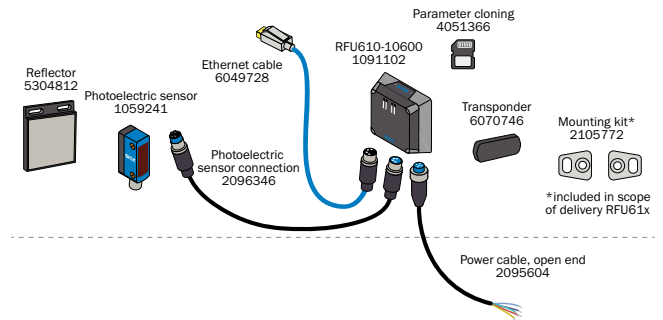 Parameter cloning
4051366
RFU610-10600
1091102
Ethernet cable
6049728
Reflector
5304812
Photoelectric sensor
1059241
Transponder
6070746
Mounting kit*
2105772
Photoelectric
sensor connection
2096346
*included in scope
of delivery RFU61x
Power cable, open end
2095604